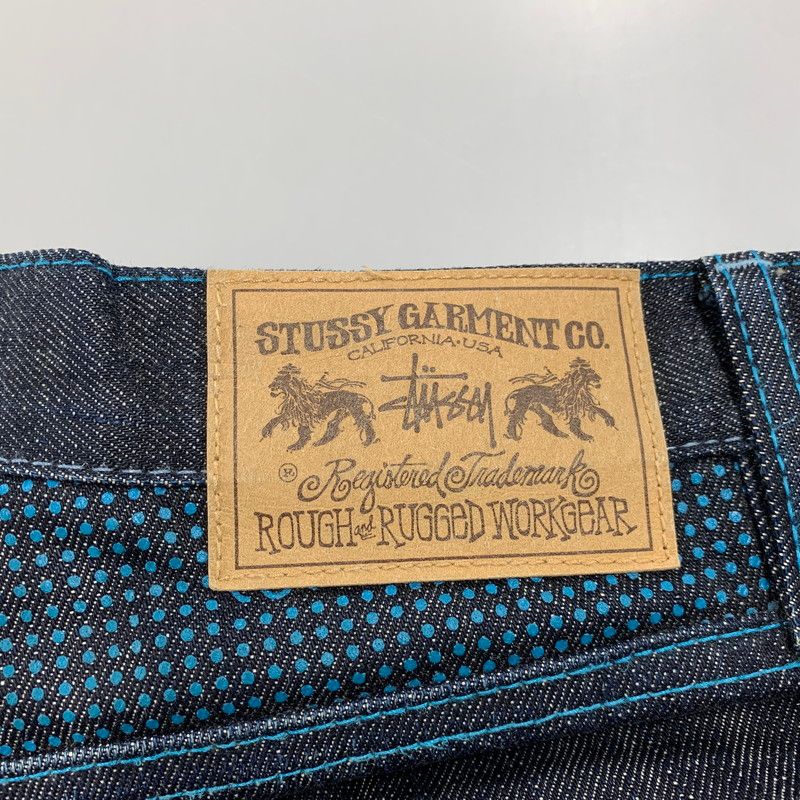 STUSSY GARMENT CO.
CALIFORNIA·USA
Stüssy
® Registered Trademark
ROUGH and RUGGED WORKGEAR